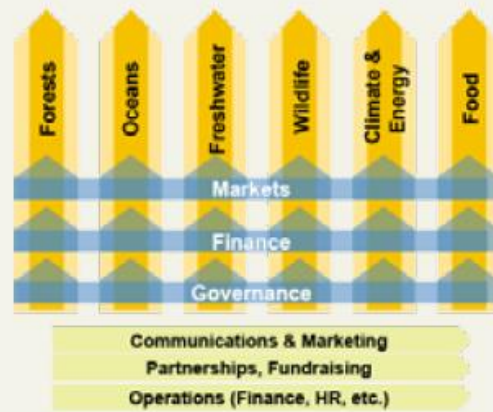 Forests
Oceans
Freshwater
Wildlife
Climate &
Energy
Food
Markets
Finance
Governance
Communications & Marketing
Partnerships, Fundraising
Operations (Finance, HR, etc.)